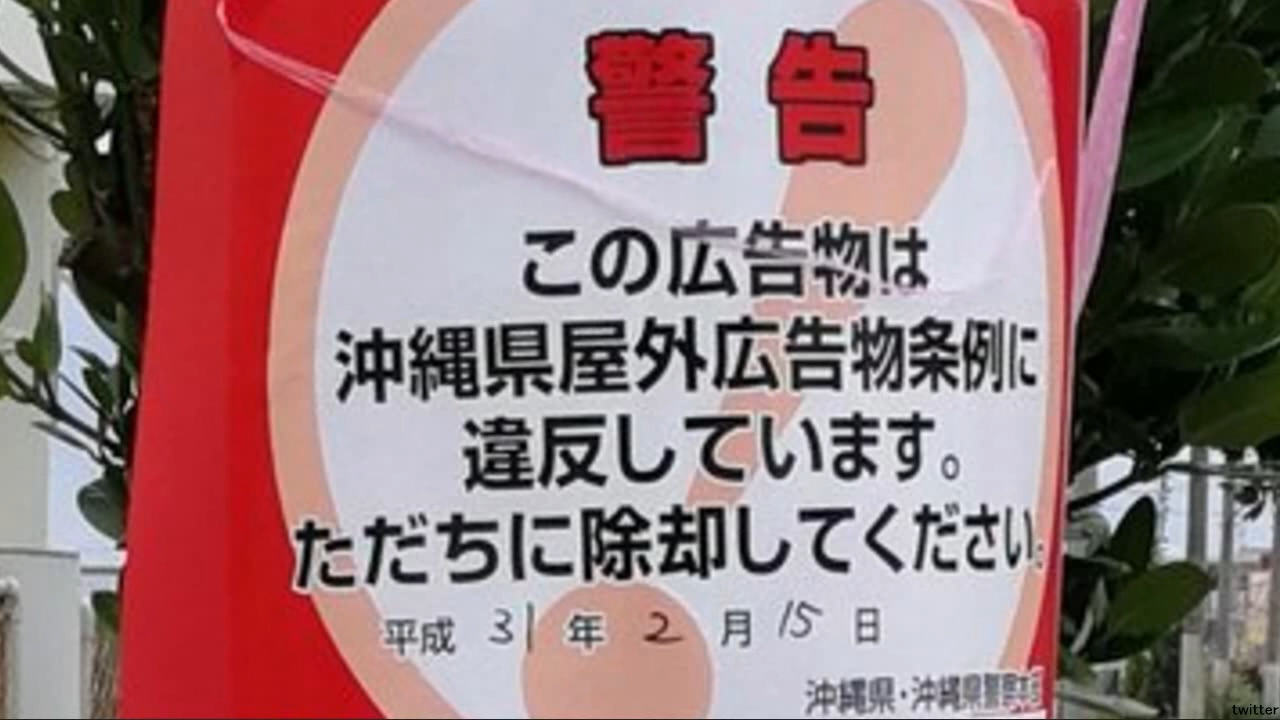 警告
この広告物は
沖縄県屋外広告物条例に
違反しています。
ただちに除却してください。
平成 31 年 2 月 15 日
沖縄県・沖縄県警察本部
twitter